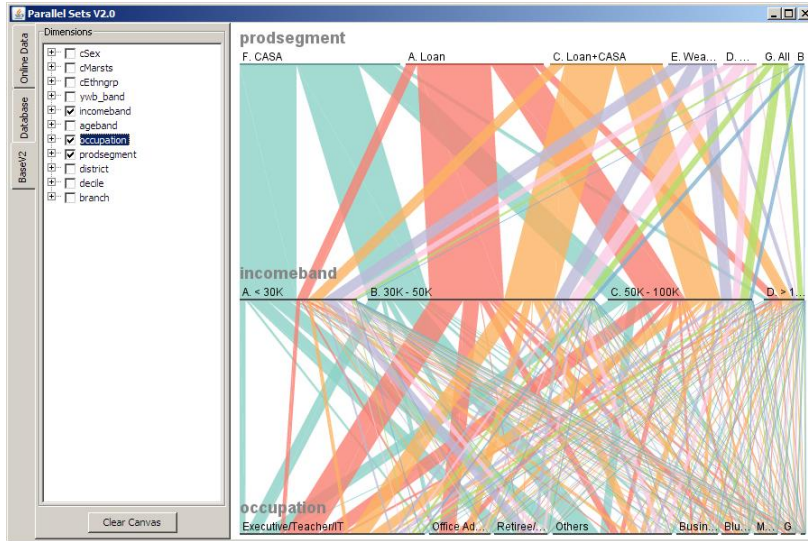 Parallel Sets V2.0
Dimensions
Online Data
Database
BaseV2
cSex
cMarsts
cEthngrp
ywb_band
incomeband
ageband
occupation
prodsegment
district
decile
branch
Clear Canvas
prodsegment
F. CASA A. Loan C. Loan+CASA E. Wea... D. ... G. All B
incomeband
A. < 30K B. 30K - 50K C. 50K - 100K D. > 1...
occupation
Executive/Teacher/IT Office Ad... Retiree/... Others Busin... Blu... M... G